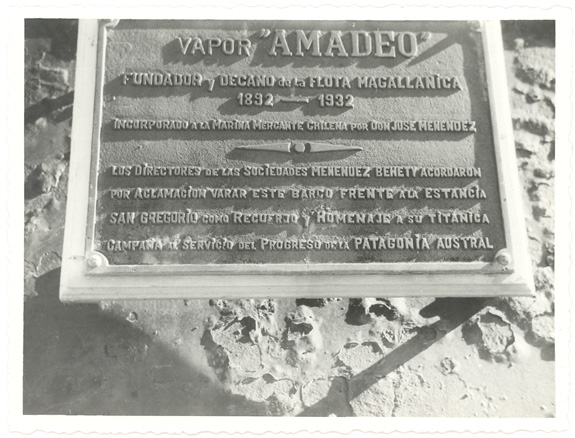 VAPOR "AMADEO"
FUNDADOR y DECANO de la FLOTA MAGALLANICA
1892 — 1932
INCORPORADO A LA MARINA MERCANTE CHILENA POR DON JOSÉ MENENDEZ
LOS DIRECTORES DE LAS SOCIEDADES MENENDEZ BEHETY ACORDARON
POR ACLAMACION VARAR ESTE BARCO FRENTE A LA ESTANCIA
SAN GREGORIO COMO RECUERDO Y HOMENAJE A SU TITÁNICA
CAMPAÑA AL SERVICIO DEL PROGRESO DE LA PATAGONIA AUSTRAL